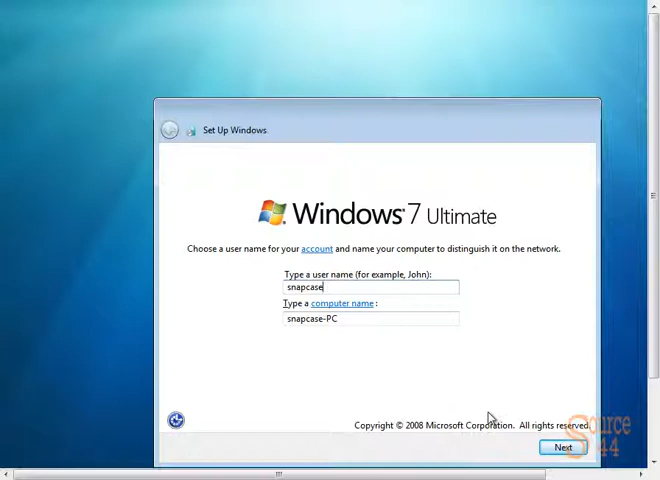 Set Up Windows
Windows 7 Ultimate
Choose a user name for your account and name your computer to distinguish it on the network.
Type a user name (for example, John):
snapcase
Type a computer name :
snapcase-PC
Copyright © 2008 Microsoft Corporation. All rights reserved.
Source
44
Next